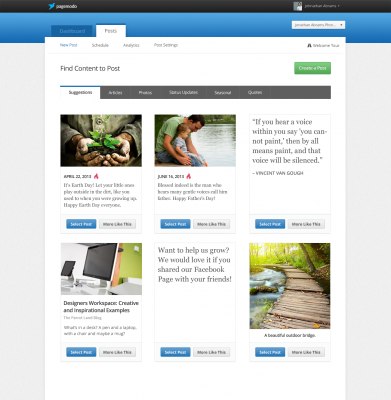 pagemodo
Johnathan Abrams
Dashboard
Posts
Jonathan Abrams Phot...
New Post
Schedule
Analytics
Post Settings
Welcome Tour
Find Content to Post
Create a Post
Suggestions
Articles
Photos
Status Updates
Seasonal
Quotes
APRIL 22, 2013
It's Earth Day! Let your little ones
play outside in the dirt, like you
used to when you were growing up.
Happy Earth Day everyone.
Select Post
More Like This
JUNE 16, 2013
Blessed indeed is the man who
hears many gentle voices call him
father. Happy Father's Day!
Select Post
More Like This
"If you hear a voice
within you say 'you can-
not paint,' then by all
means paint, and that
voice will be silenced."
- VINCENT VAN GOUGH
Select Post
More Like This
Designers Workspace: Creative
and Inspirational Examples
What's in a desk? A pen and a laptop,
with a chair and maybe a mug?
Select Post
More Like This
Want to help us grow?
We would love it if you
shared our Facebook
Page with your friends!
Select Post
More Like This
A beautiful outdoor bridge.
Select Post
More Like This